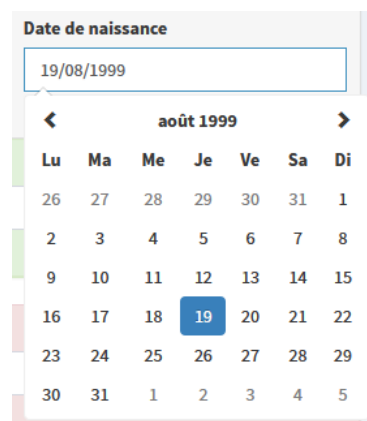 Date de naissance
19/08/1999
août 1999
Lu Ma Me Je Ve Sa Di
26 27 28 29 30 31 1
2 3 4 5 6 7 8
9 10 11 12 13 14 15
16 17 18 19 20 21 22
23 24 25 26 27 28 29
30 31 1 2 3 4 5